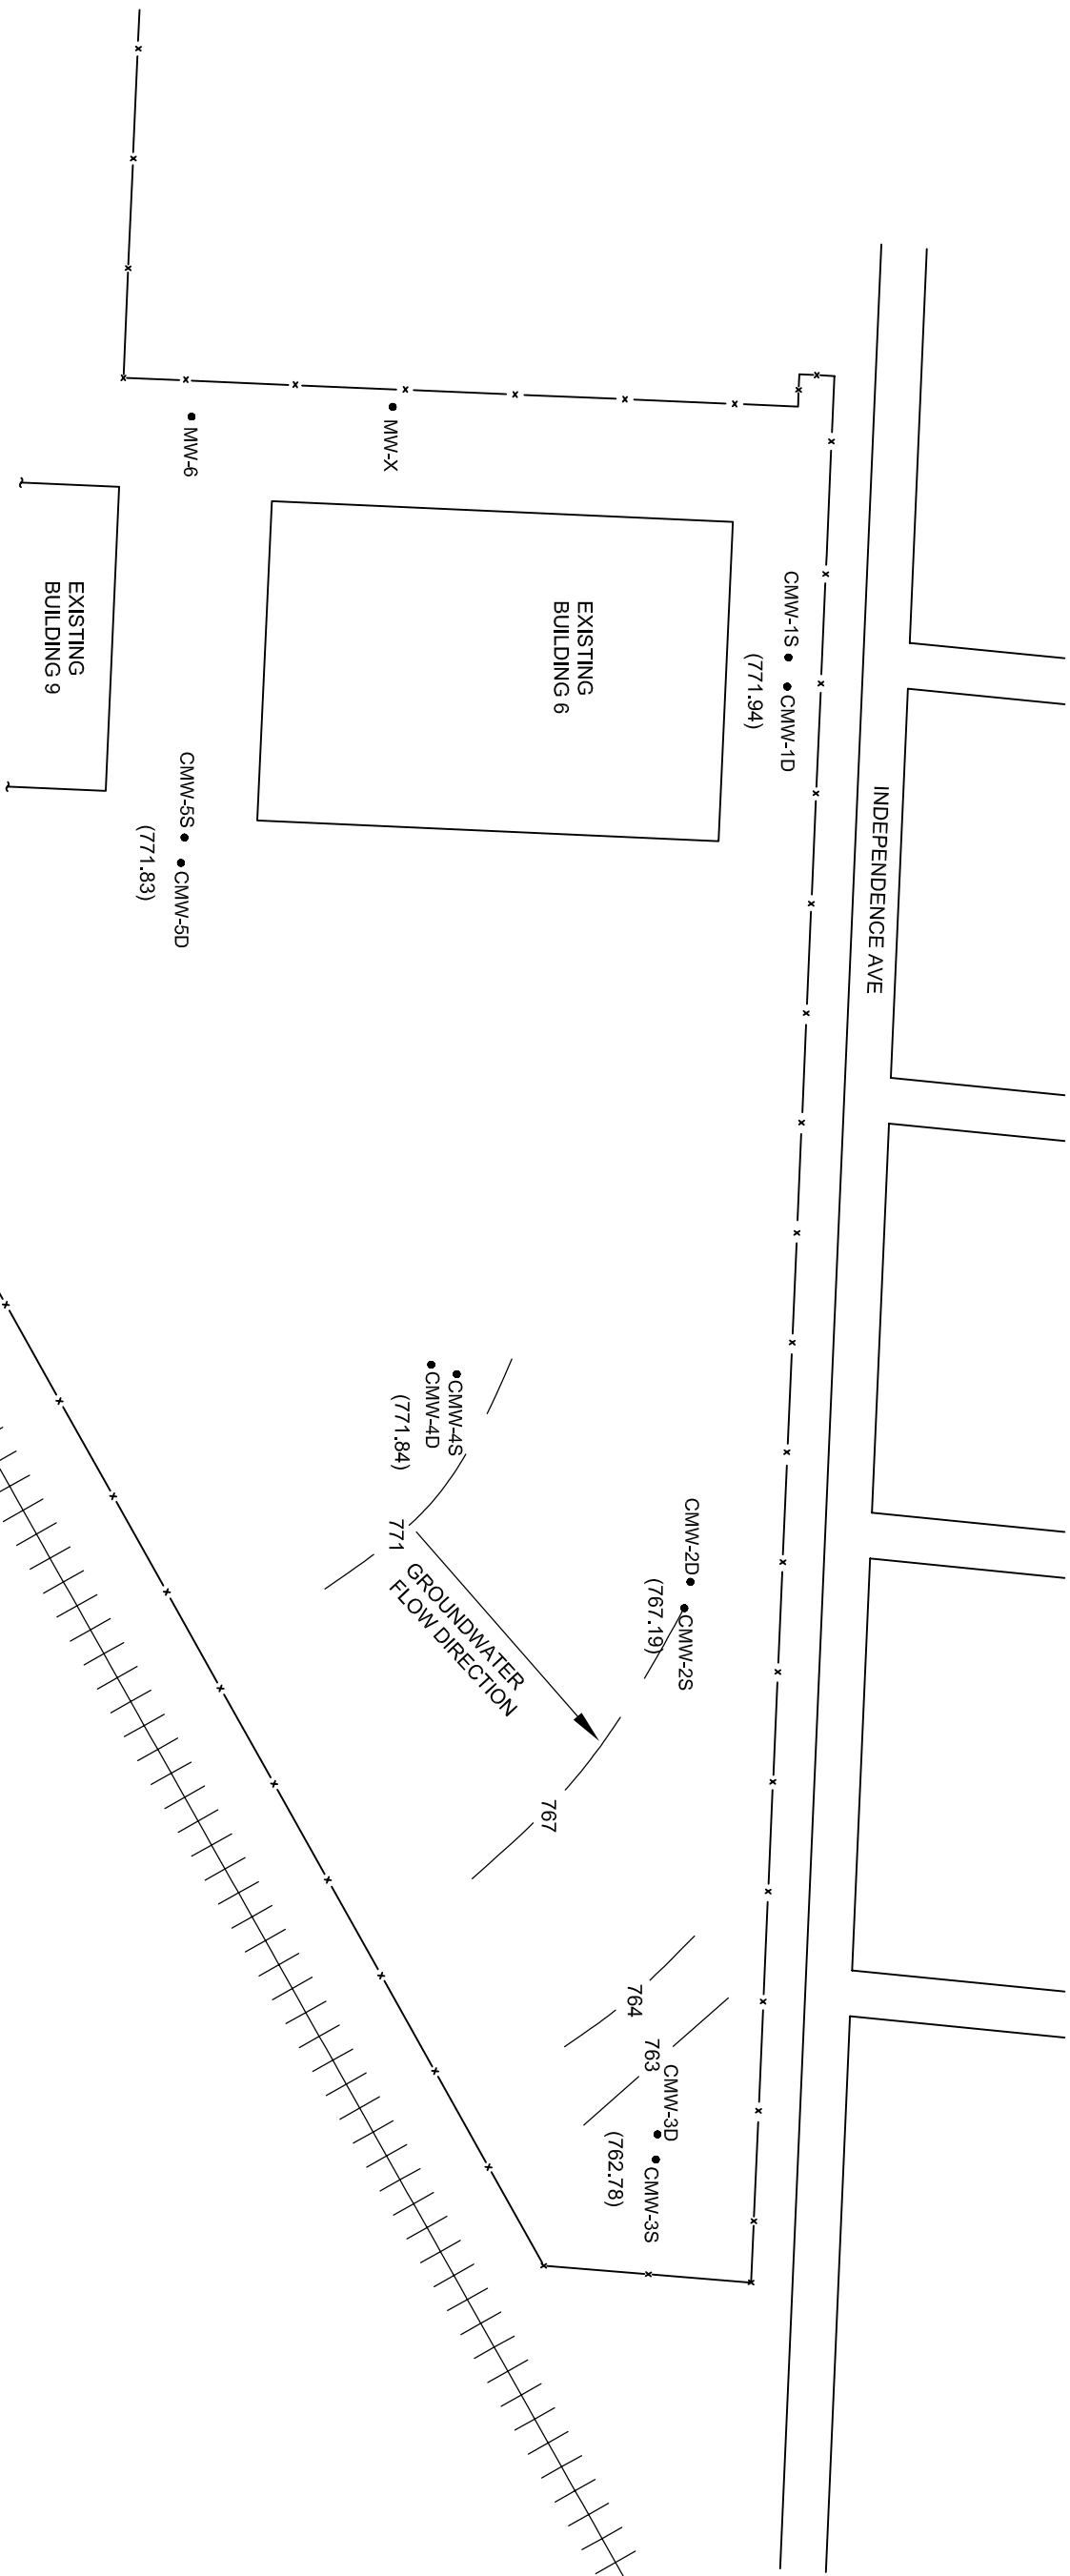 INDEPENDENCE AVE
CMW-1S
CMW-1D
(771.94)
MW-X
MW-6
EXISTING
BUILDING 6
EXISTING
BUILDING 9
CMW-5S
CMW-5D
(771.83)
CMW-4S
CMW-4D
(771.84)
771
GROUNDWATER
FLOW DIRECTION
CMW-2D
CMW-2S
(767.19)
767
764
763
CMW-3D
CMW-3S
(762.78)